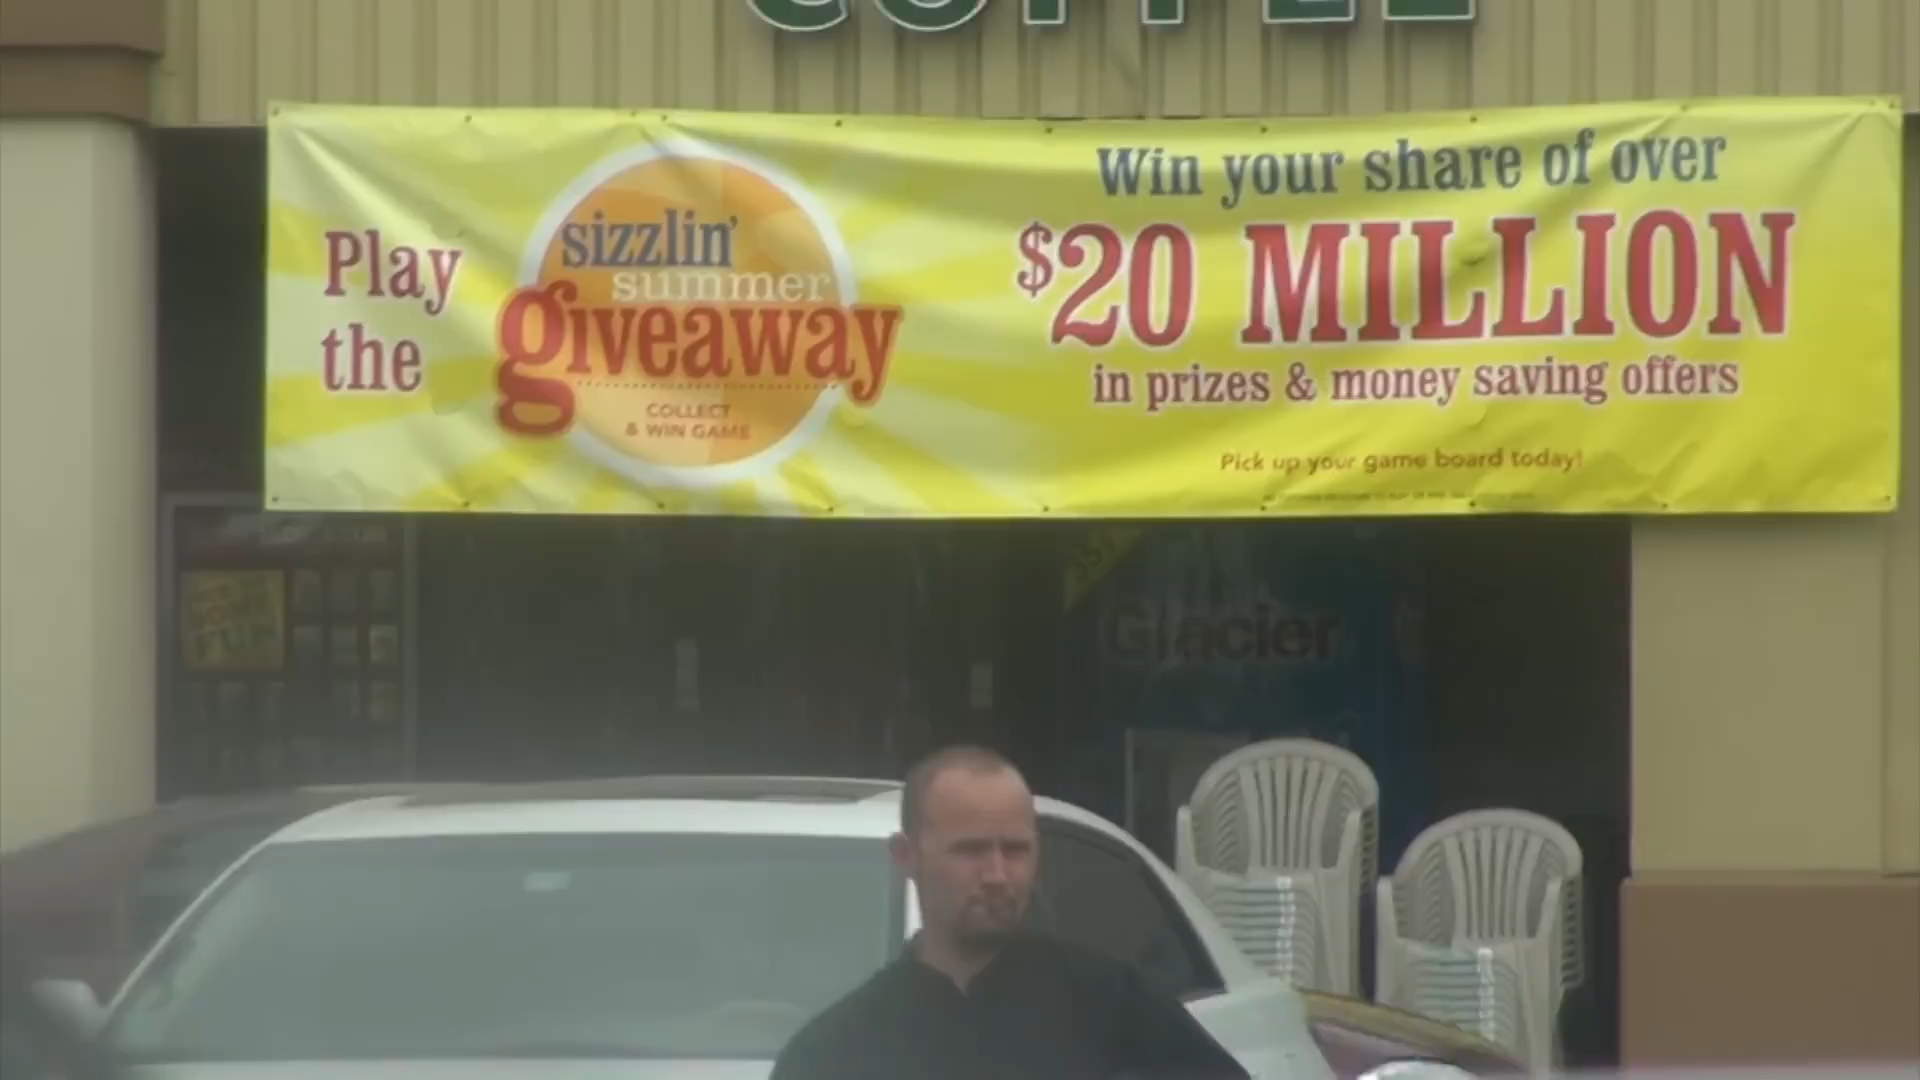 COFFEE
Play
the
sizzlin'
summer
giveaway
COLLECT
& WIN GAME
Win your share of over
$20 MILLION
in prizes & money saving offers
Pick up your game board today!
Glacier